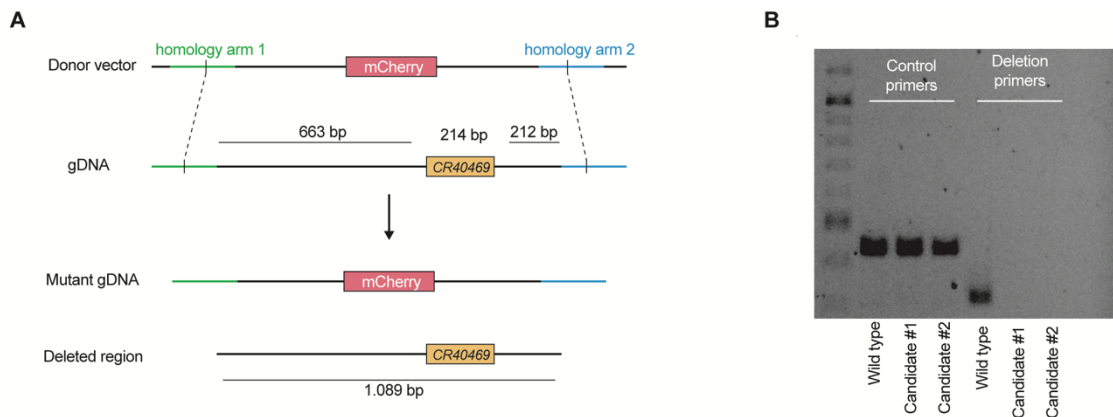 A
homology arm 1
homology arm 2
Donor vector
mCherry
663 bp
214 bp
212 bp
gDNA
CR40469
Mutant gDNA
mCherry
Deleted region
CR40469
1.089 bp
B
Control
primers
Deletion
primers
Wild type
Candidate #1
Candidate #2
Wild type
Candidate #1
Candidate #2